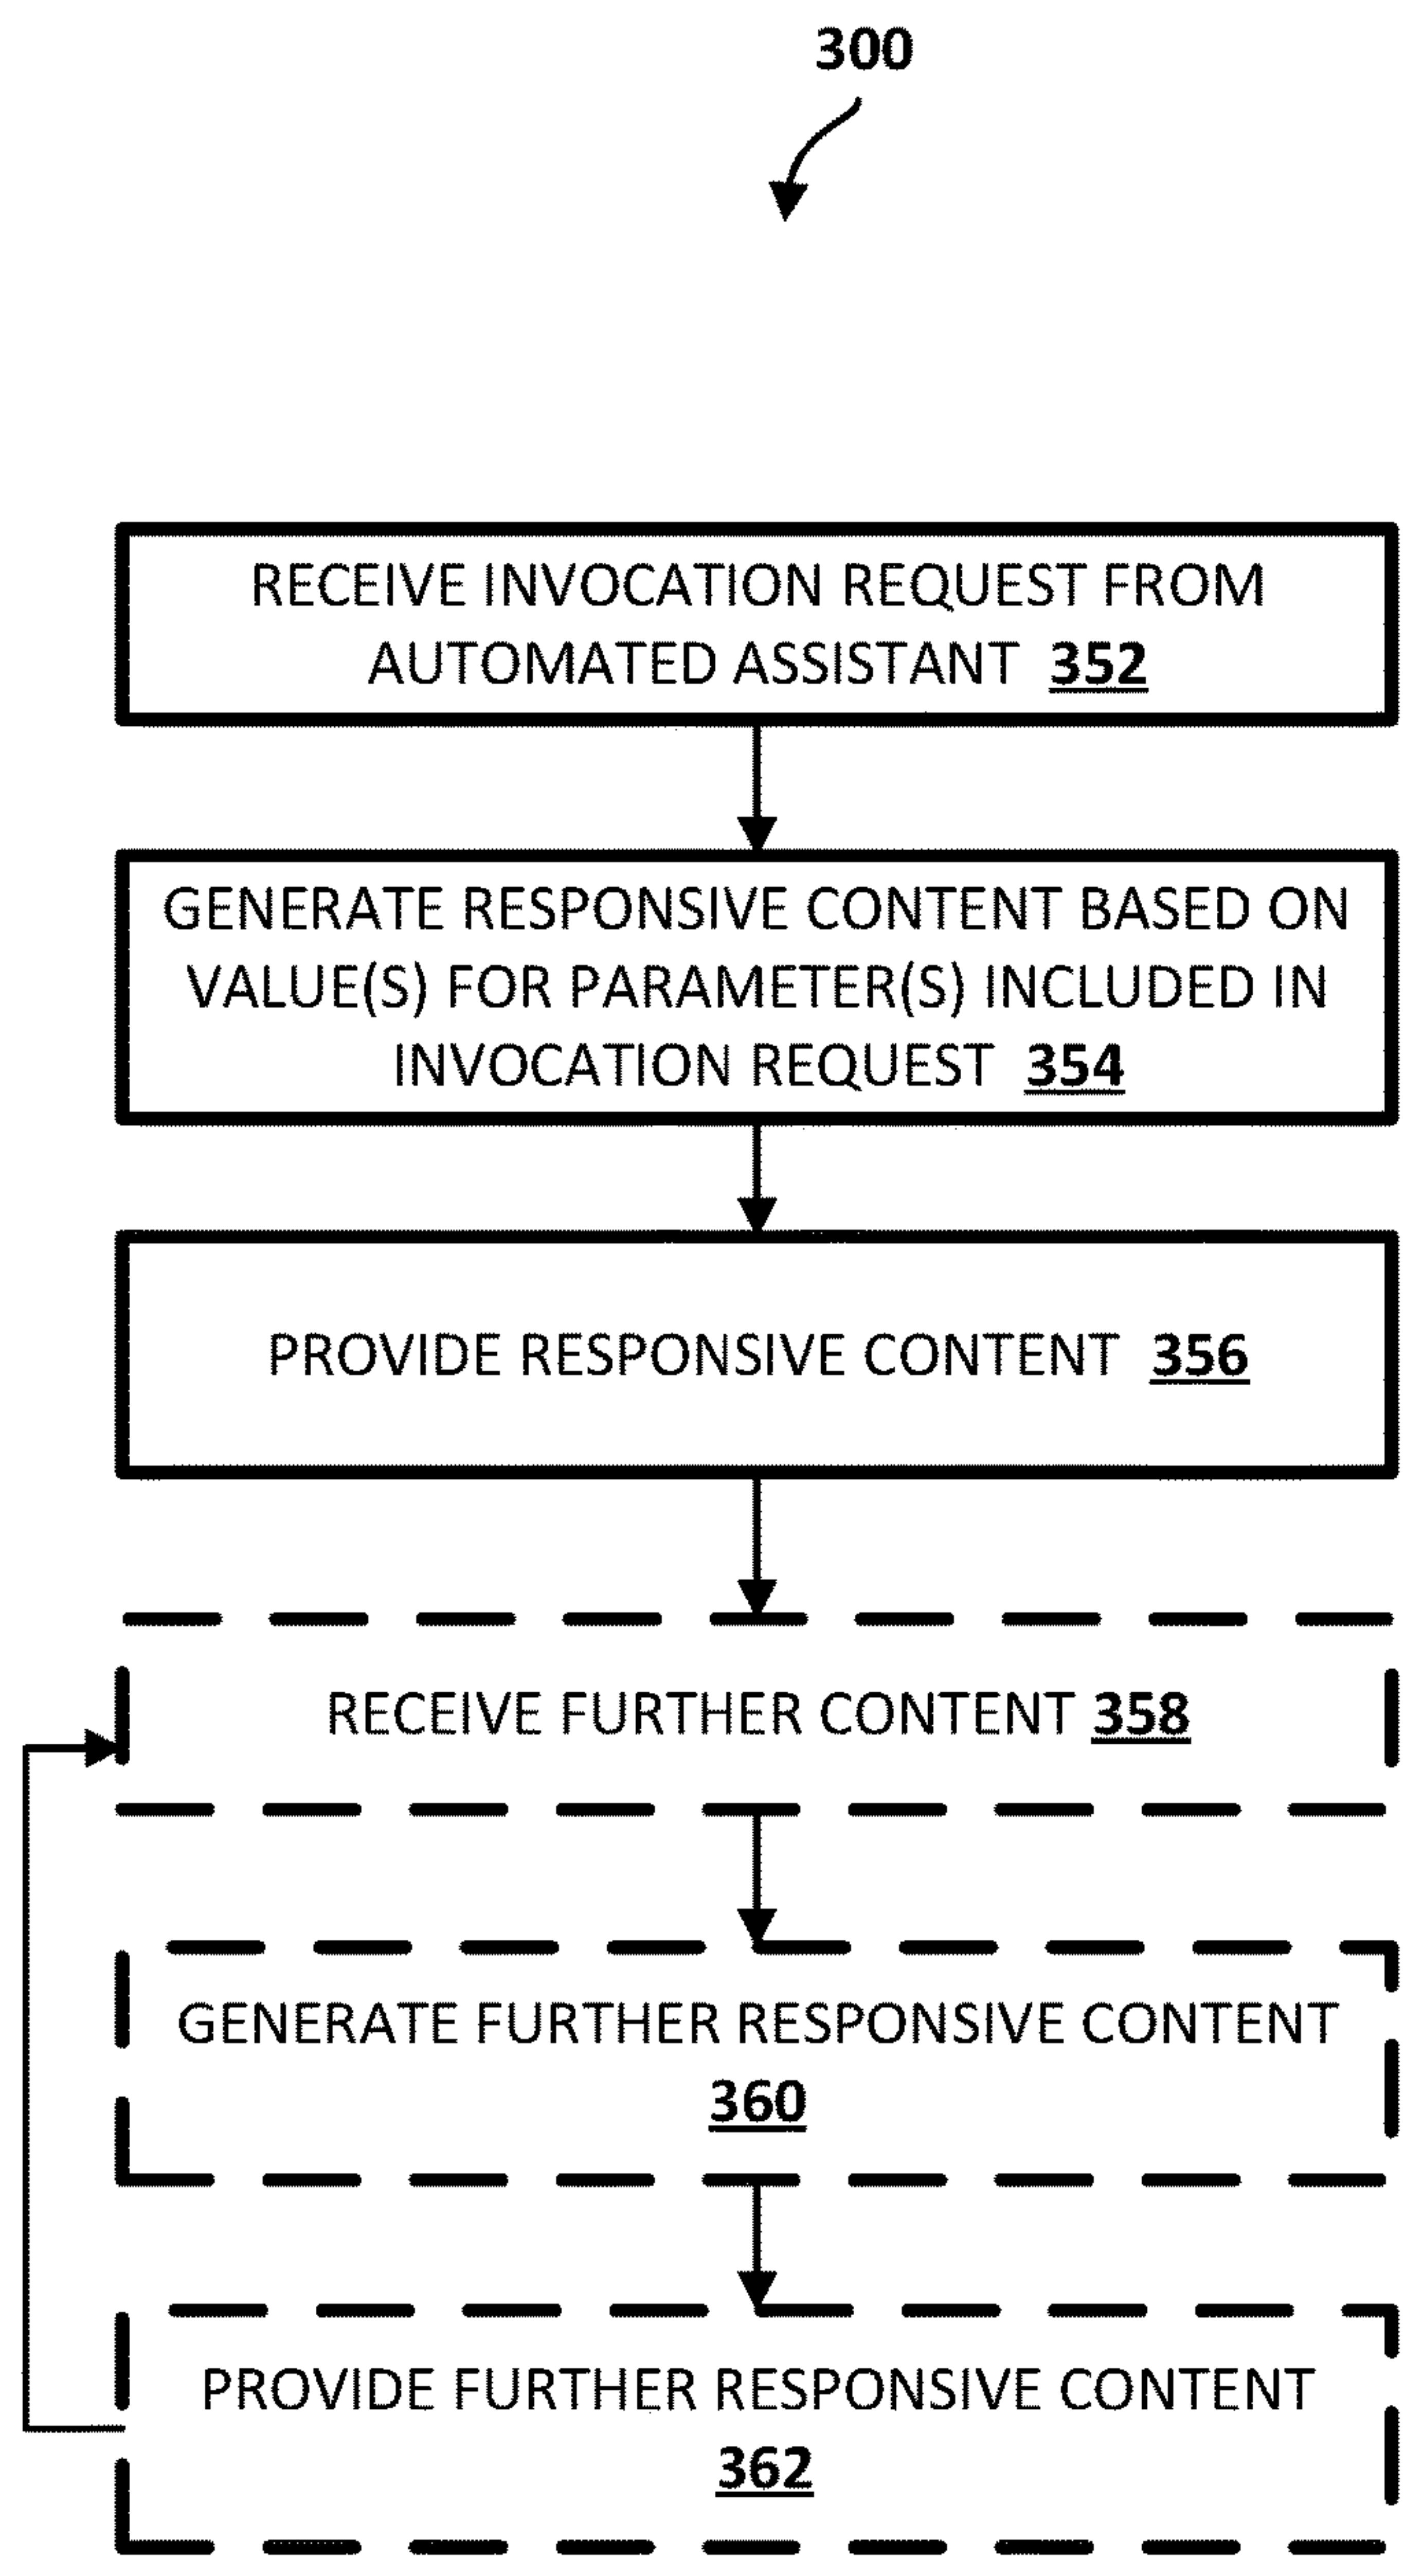 300
RECEIVE INVOCATION REQUEST FROM
AUTOMATED ASSISTANT 352
GENERATE RESPONSIVE CONTENT BASED ON
VALUE(S) FOR PARAMETER(S) INCLUDED IN
INVOCATION REQUEST 354
PROVIDE RESPONSIVE CONTENT 356
RECEIVE FURTHER CONTENT 358
GENERATE FURTHER RESPONSIVE CONTENT
360
PROVIDE FURTHER RESPONSIVE CONTENT
362